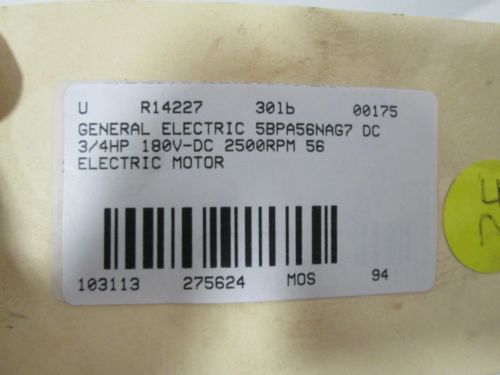 U R14227 30lb 00175
GENERAL ELECTRIC 5BPA56NAG7 DC
3/4HP 180V-DC 2500RPM 56
ELECTRIC MOTOR
103113 275624 MOS 94